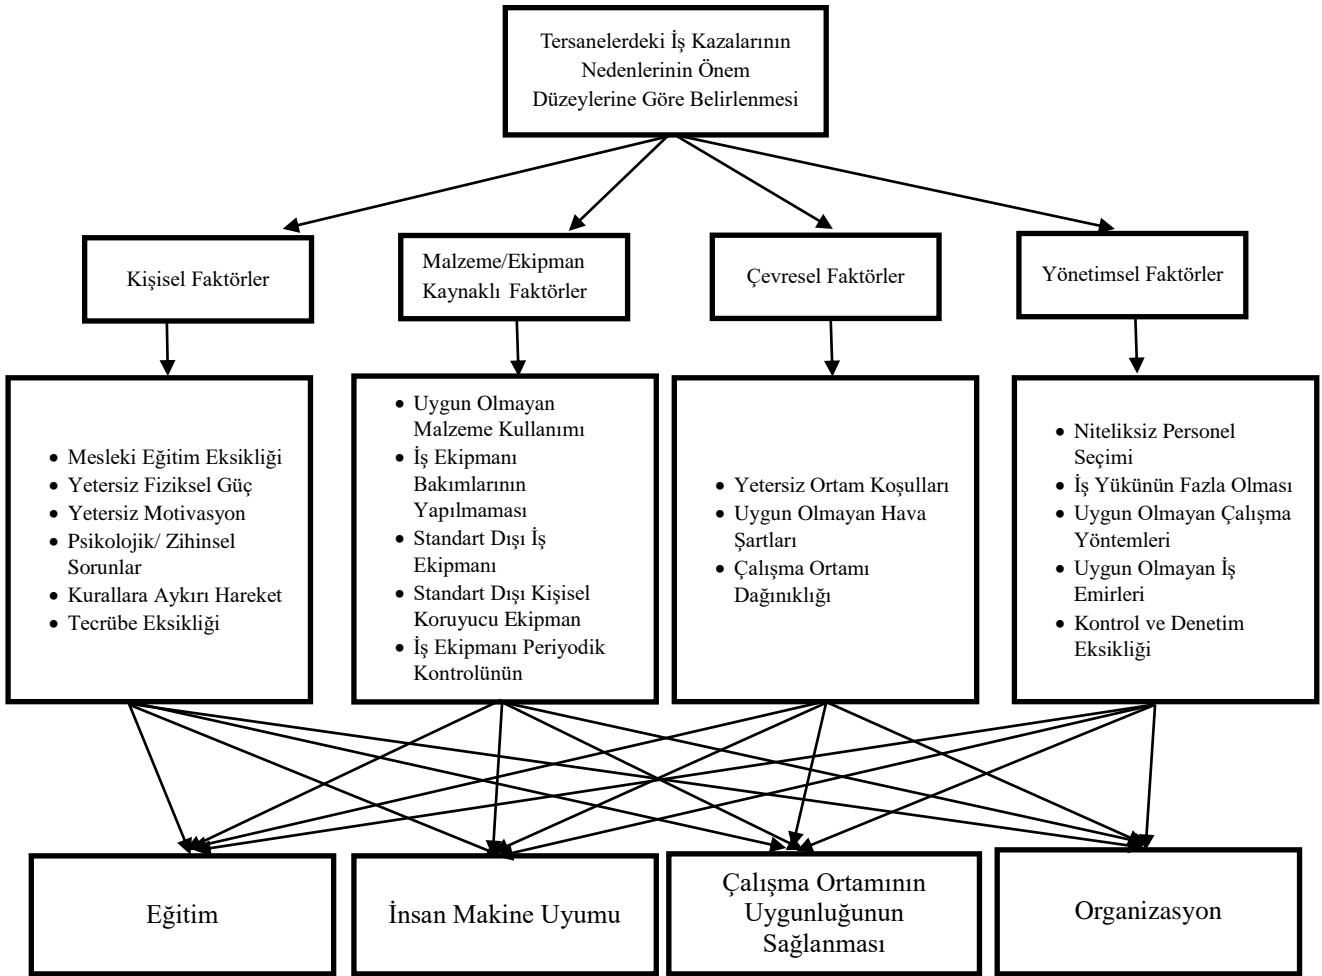 Tersanelerdeki İş Kazalarının
Nedenlerinin Önem
Düzeylerine Göre Belirlenmesi
Kişisel Faktörler
Malzeme/Ekipman
Kaynaklı Faktörler
Çevresel Faktörler
Yönetimsel Faktörler
• Mesleki Eğitim Eksikliği
• Yetersiz Fiziksel Güç
• Yetersiz Motivasyon
• Psikolojik/ Zihinsel
Sorunlar
• Kurallara Aykırı Hareket
• Tecrübe Eksikliği
• Uygun Olmayan
Malzeme Kullanımı
• İş Ekipmanı
Bakımlarının
Yapılmaması
• Standart Dışı İş
Ekipmanı
• Standart Dışı Kişisel
Koruyucu Ekipman
• İş Ekipmanı Periyodik
Kontrolünün
• Yetersiz Ortam Koşulları
• Uygun Olmayan Hava
Şartları
• Çalışma Ortamı
Dağınıklığı
• Niteliksiz Personel
Seçimi
• İş Yükünün Fazla Olması
• Uygun Olmayan Çalışma
Yöntemleri
• Uygun Olmayan İş
Emirleri
• Kontrol ve Denetim
Eksikliği
Eğitim
İnsan Makine Uyumu
Çalışma Ortamının
Uygunluğunun
Sağlanması
Organizasyon